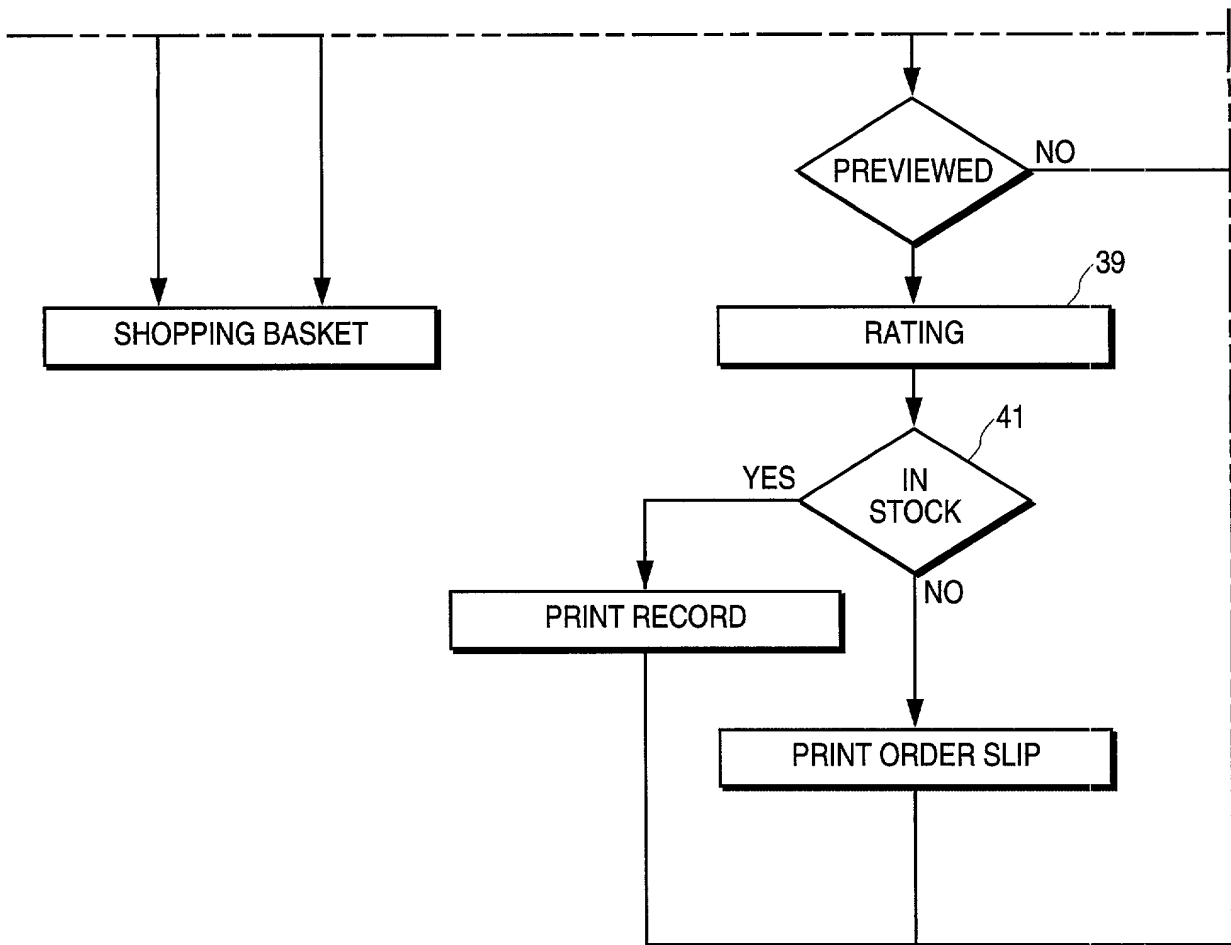 PREVIEWED
NO
39
SHOPPING BASKET
RATING
41
YES
IN
STOCK
NO
PRINT RECORD
PRINT ORDER SLIP